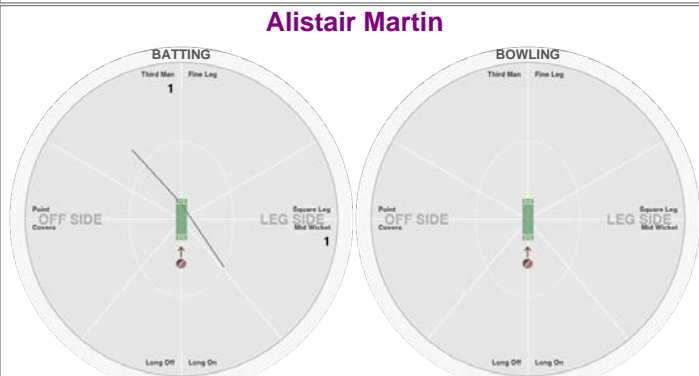 Alistair Martin
BATTING
Third Man Fine Leg
1
Point
OFF SIDE
Covers
Square Leg
LEG SIDE
Mid Wicket
1
Long Off Long On
BOWLING
Third Man Fine Leg
Point
OFF SIDE
Covers
Square Leg
LEG SIDE
Mid Wicket
Long Off Long On